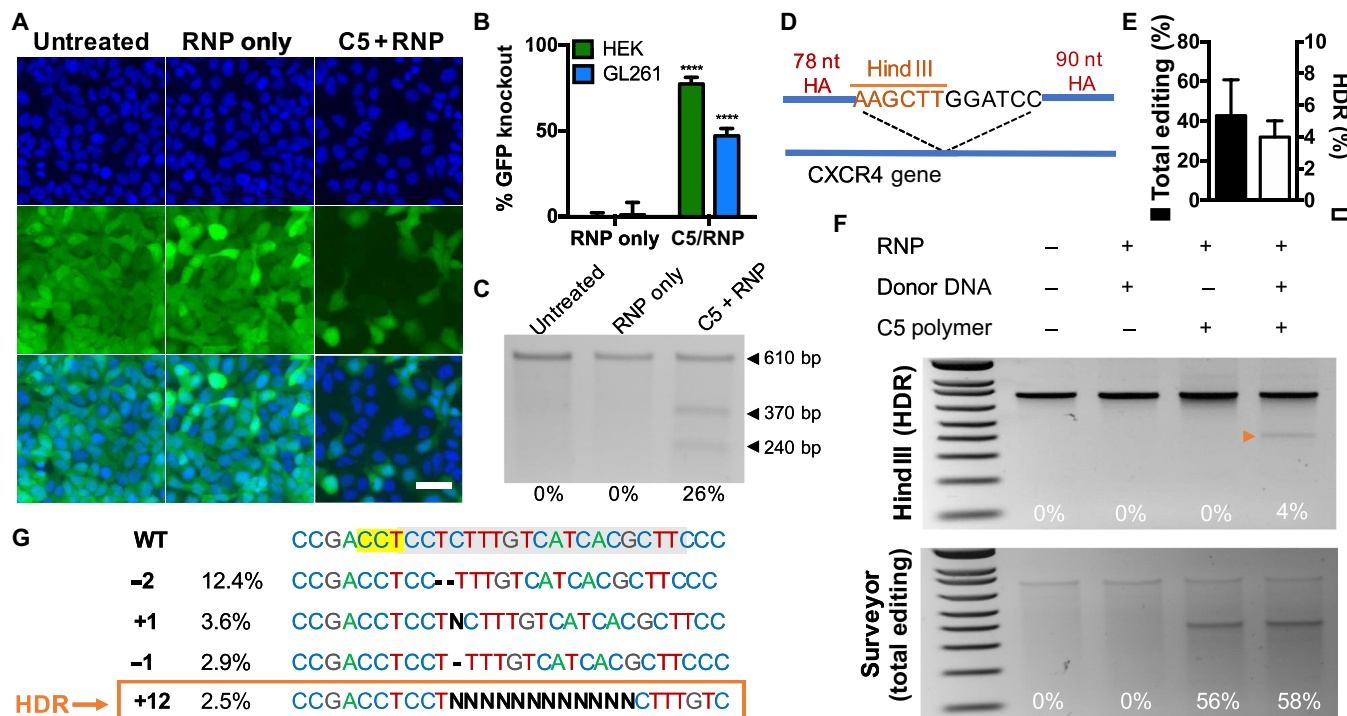 A
Untreated
RNP only
C5 + RNP
B
% GFP knockout
100
50
0
HEK
GL261
****
****
RNP only
C5/RNP
C
Untreated
RNP only
C5 + RNP
610 bp
370 bp
240 bp
0%
0%
26%
D
78 nt
HA
Hind III
90 nt
HA
AAGCTTGGATCC
CXCR4 gene
E
Total editing (%)
80
60
40
20
0
10
8
6
4
2
0
HDR (%)
F
RNP – + + +
Donor DNA – + – +
C5 polymer – – + +
Hind III (HDR)
0% 0% 0% 4%
Surveyor
(total editing)
0% 0% 56% 58%
G
WT CCGACCTCCTCTTTGTCATCACGCTTCCC
–2 12.4% CCGACCTCC--TTTGTCATCACGCTTCCC
+1 3.6% CCGACCTCCTNCTTTGTCATCACGCTTCC
–1 2.9% CCGACCTCCT-TTTGTCATCACGCTTCCC
HDR +12 2.5% CCGACCTCCTNNNNNNNNNNNNCTTTGTC